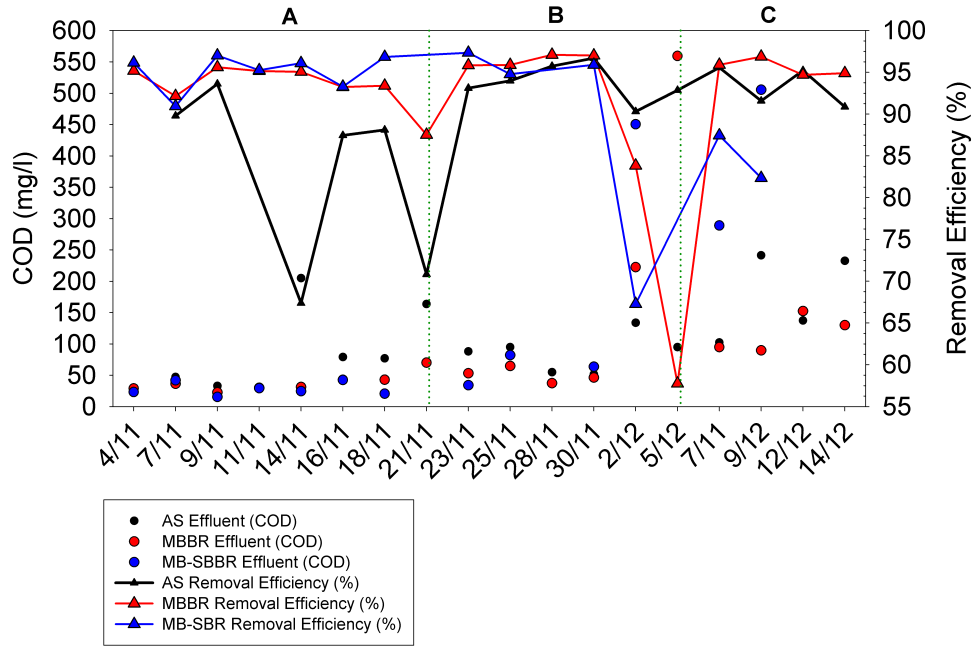 A B C
600 100
550 95
500
450 90
400 85
350
300 80
250 75
200 70
150
100 65
50 60
0 55
COD (mg/l)
Removal Efficiency (%)
4/11 7/11 9/11 11/11 14/11 16/11 18/11 21/11 23/11 25/11 28/11 30/11 2/12 5/12 7/11 9/12 12/12 14/12
AS Effluent (COD)
MBBR Effluent (COD)
MB-SBBR Effluent (COD)
AS Removal Efficiency (%)
MBBR Removal Efficiency (%)
MB-SBR Removal Efficiency (%)